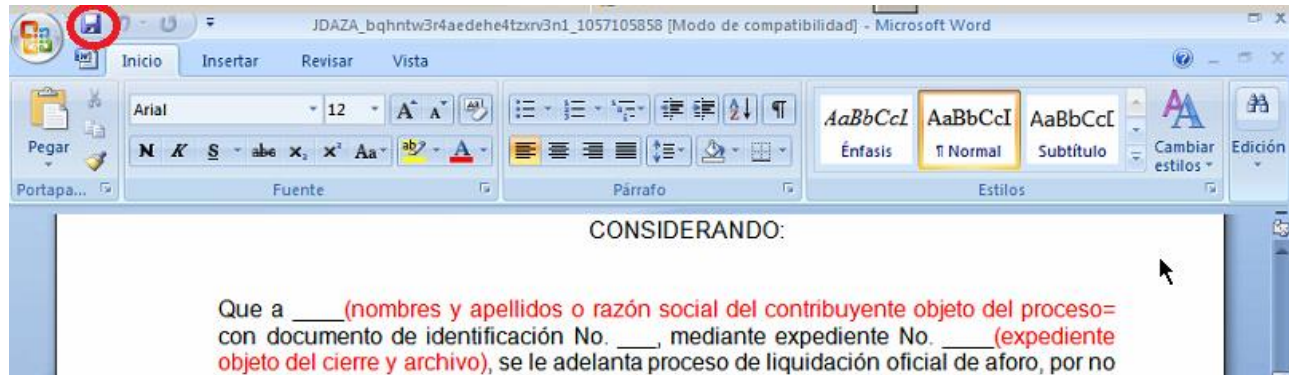 JDAZA_bqhntw3r4aedehe4tzxrv3n1_1057105858 [Modo de compatibilidad] - Microsoft Word
Inicio Insertar Revisar Vista
Arial 12 A A
AaBbCcI AaBbCcI AaBbCcI
Pegar N K S abe x₂ x² Aa ab A
Énfasis ¶ Normal Subtítulo Cambiar estilos Edición
Portapa... Fuente Párrafo Estilos
CONSIDERANDO:
Que a ____(nombres y apellidos o razón social del contribuyente objeto del proceso=
con documento de identificación No. ___, mediante expediente No. ____(expediente
objeto del cierre y archivo), se le adelanta proceso de liquidación oficial de aforo, por no